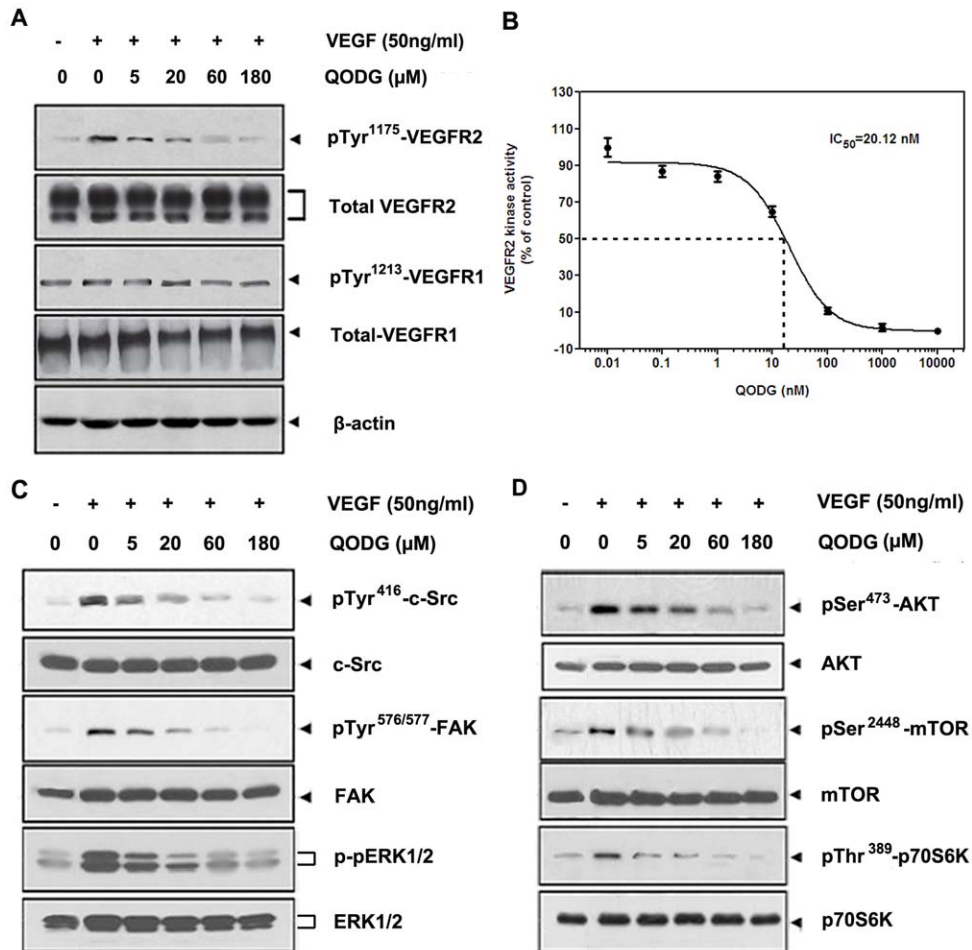 A
- + + + + + VEGF (50ng/ml)
0 0 5 20 60 180 QODG (µM)
pTyr1175-VEGFR2
Total VEGFR2
pTyr1213-VEGFR1
Total-VEGFR1
β-actin
B
130
110
90
70
50
30
10
-10
VEGFR2 kinase activity
(% of control)
IC50=20.12 nM
0.01 0.1 1 10 100 1000 10000
QODG (nM)
C
- + + + + + VEGF (50ng/ml)
0 0 5 20 60 180 QODG (µM)
pTyr416-c-Src
c-Src
pTyr576/577-FAK
FAK
p-pERK1/2
ERK1/2
D
- + + + + + VEGF (50ng/ml)
0 0 5 20 60 180 QODG (µM)
pSer473-AKT
AKT
pSer2448-mTOR
mTOR
pThr389-p70S6K
p70S6K